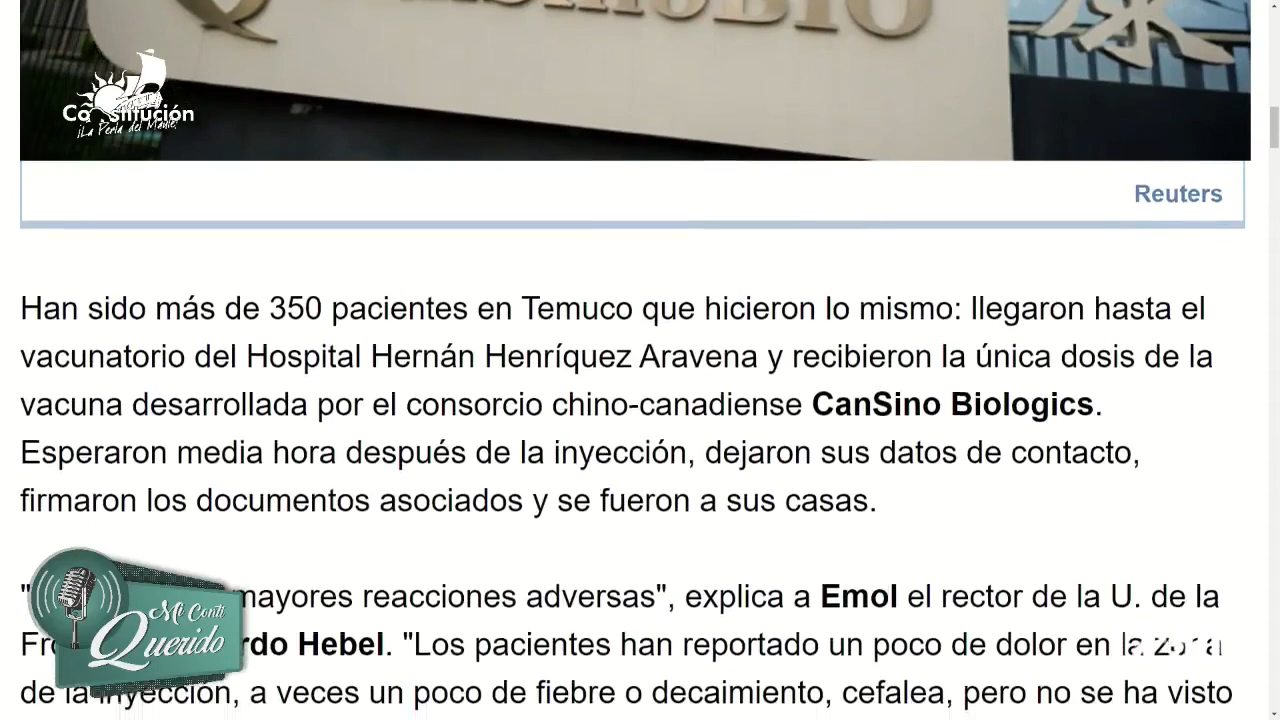 Constitución
¡La Perla del Maule!
Reuters
Han sido más de 350 pacientes en Temuco que hicieron lo mismo: llegaron hasta el
vacunatorio del Hospital Hernán Henríquez Aravena y recibieron la única dosis de la
vacuna desarrollada por el consorcio chino-canadiense CanSino Biologics.
Esperaron media hora después de la inyección, dejaron sus datos de contacto,
firmaron los documentos asociados y se fueron a sus casas.
" mayores reacciones adversas", explica a Emol el rector de la U. de la
Hebel. "Los pacientes han reportado un poco de dolor en la zona
de la inyección, a veces un poco de fiebre o decaimiento, cefalea, pero no se ha visto
Mi Conti
Querido